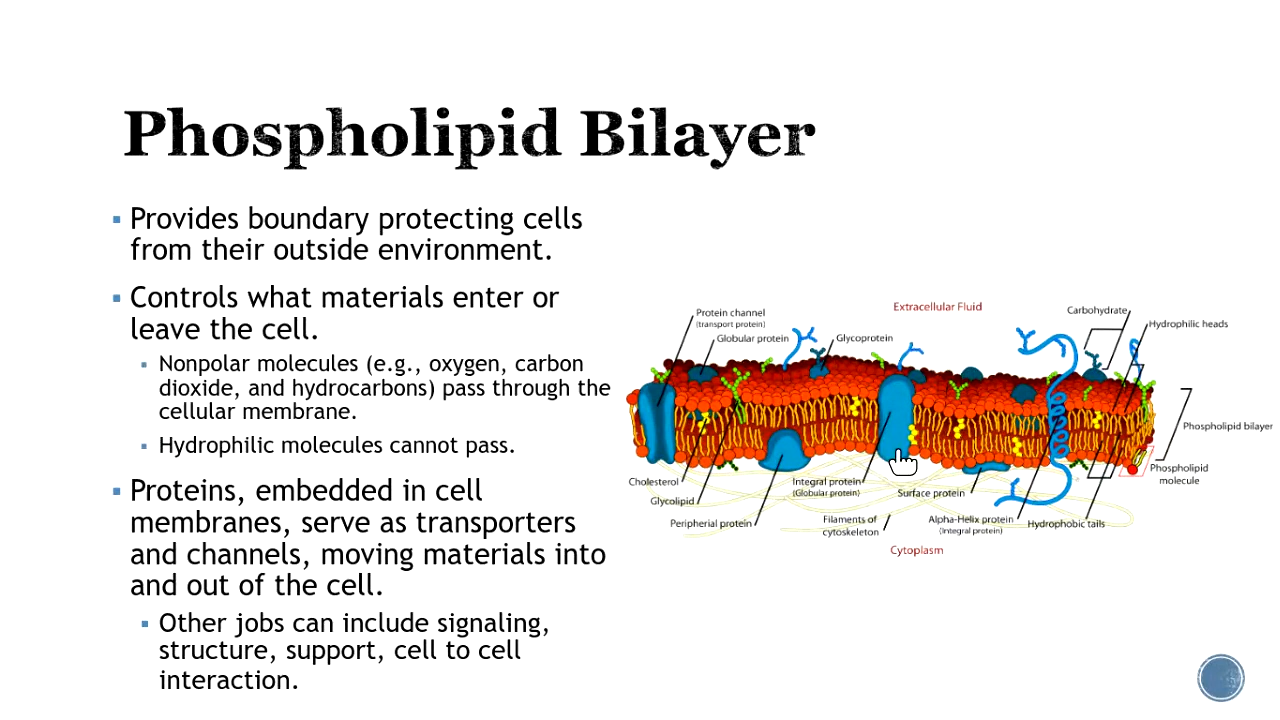 Phospholipid Bilayer
Provides boundary protecting cells
from their outside environment.
Controls what materials enter or
leave the cell.
Nonpolar molecules (e.g., oxygen, carbon
dioxide, and hydrocarbons) pass through the
cellular membrane.
Hydrophilic molecules cannot pass.
Proteins, embedded in cell
membranes, serve as transporters
and channels, moving materials into
and out of the cell.
Other jobs can include signaling,
structure, support, cell to cell
interaction.
Extracellular Fluid
Protein channel
(transport protein)
Globular protein
Glycoprotein
Carbohydrate
Hydrophilic heads
Phospholipid bilayer
Phospholipid
molecule
Cholesterol
Glycolipid
Peripherial protein
Integral protein
(Globular protein)
Filaments of
cytoskeleton
Surface protein
Alpha-Helix protein
(Integral protein)
Hydrophobic tails
Cytoplasm